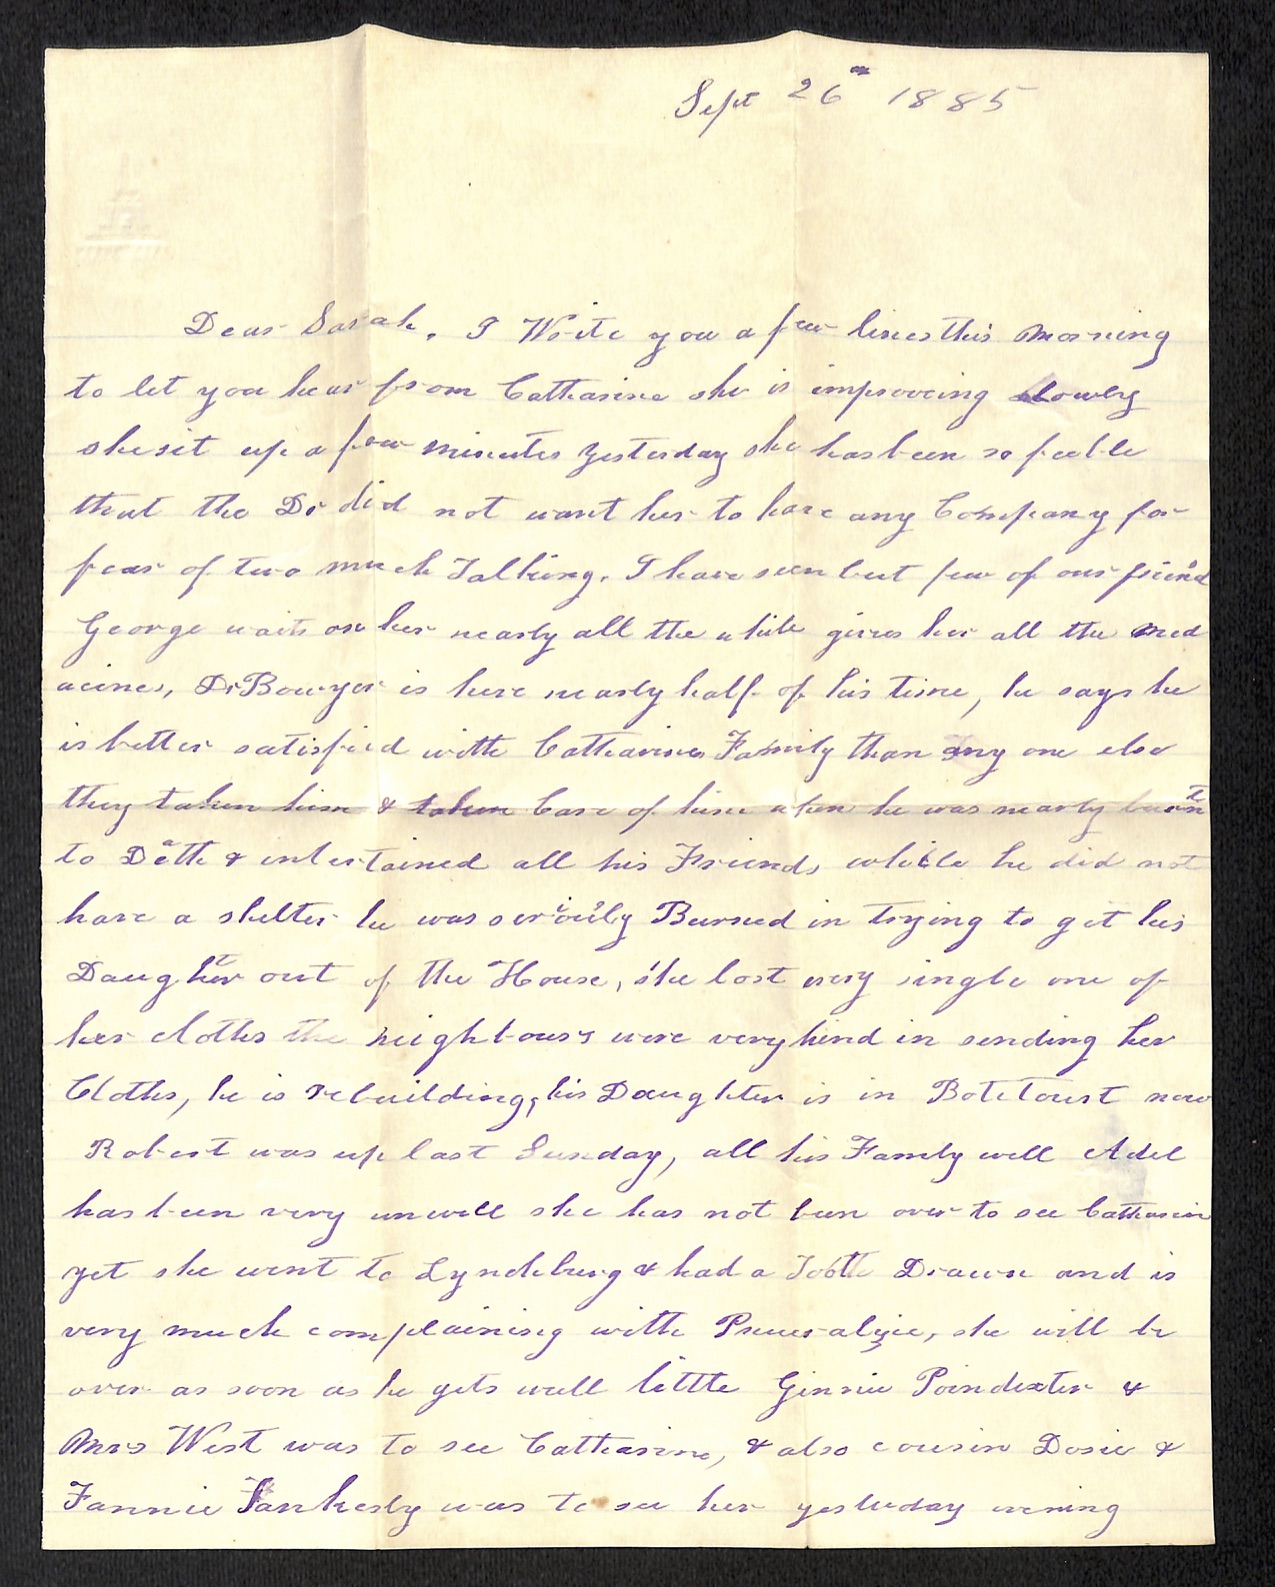 Sept 26th 1885
Dear Sarah, I Write you a few lines this Morning
to let you hear from Catharine she is improoving slowly
she sit up a few minutes yesterday she has been so feeble
that the Dr did not want her to have any Company for
fear of two much Talking. I have seen but few of our friend
George waits on her nearly all the while gives her all the med
acines, Dr Bowyer is here nearly half of his time, he says he
is better satisfied with Catharines Family than any one else
they taken him & taken Care of him when he was nearly burnt
to Deth & entertained all his Friends while he did not
have a shelter he was seriously Burned in trying to get his
Daughter out of the House, she lost every single one of
her cloths the neighbours were very kind in sending her
Cloths, he is rebuilding, his Daughter is in Botetourt now
Robert was up last Sunday, all his Family well Adel
has been very unwell she has not been over to see Catharin
yet she went to Lynchburg & had a Tooth Drawn and is
very much complaining with , she will be
over as soon as he gets well little Ginnie Poindexter &
Mrs West was to see Catharine, & also cousin Dosie &
Fannie was to see her yesterday evening